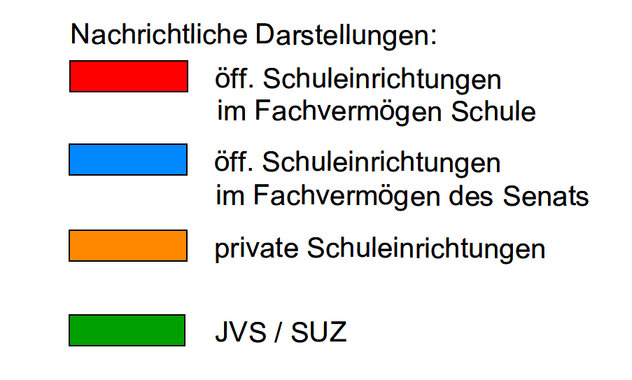 Nachrichtliche Darstellungen:
öff. Schuleinrichtungen
im Fachvermögen Schule
öff. Schuleinrichtungen
im Fachvermögen des Senats
private Schuleinrichtungen
JVS / SUZ